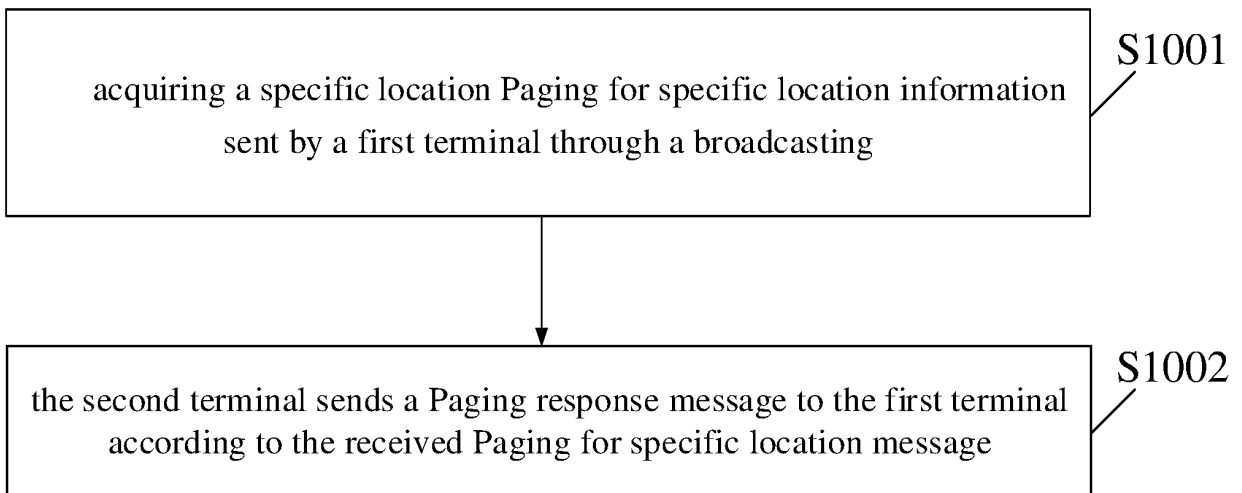 S1001
acquiring a specific location Paging for specific location information
sent by a first terminal through a broadcasting
S1002
the second terminal sends a Paging response message to the first terminal
according to the received Paging for specific location message